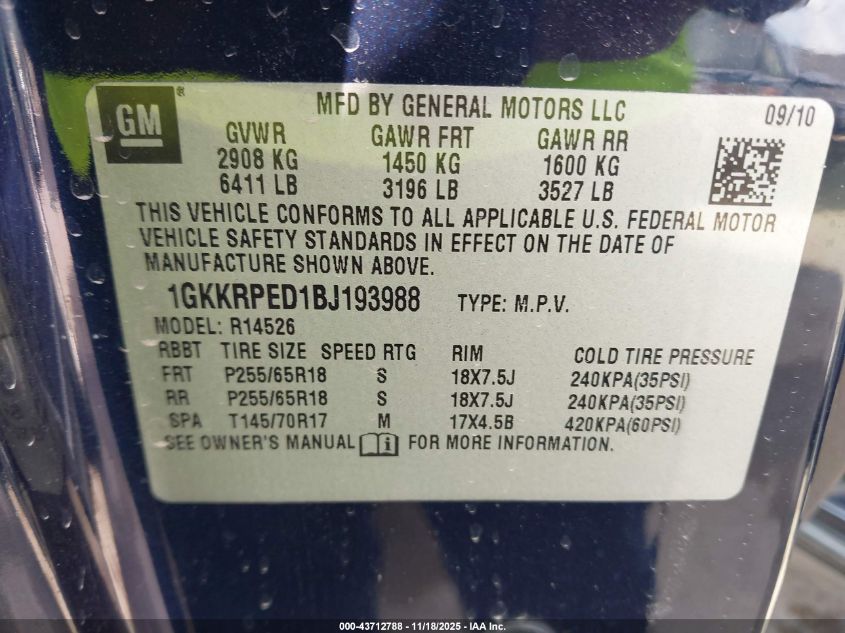 GM ®
MFD BY GENERAL MOTORS LLC 09/10
GVWR GAWR FRT GAWR RR
2908 KG 1450 KG 1600 KG
6411 LB 3196 LB 3527 LB
THIS VEHICLE CONFORMS TO ALL APPLICABLE U.S. FEDERAL MOTOR
VEHICLE SAFETY STANDARDS IN EFFECT ON THE DATE OF
MANUFACTURE SHOWN ABOVE.
1GKKRPED1BJ193988 TYPE: M.P.V.
MODEL: R14526
RBBT TIRE SIZE SPEED RTG RIM COLD TIRE PRESSURE
FRT P255/65R18 S 18X7.5J 240KPA(35PSI)
RR P255/65R18 S 18X7.5J 240KPA(35PSI)
SPA T145/70R17 M 17X4.5B 420KPA(60PSI)
SEE OWNER'S MANUAL FOR MORE INFORMATION.
000-43712788 - 11/18/2025 - IAA Inc.